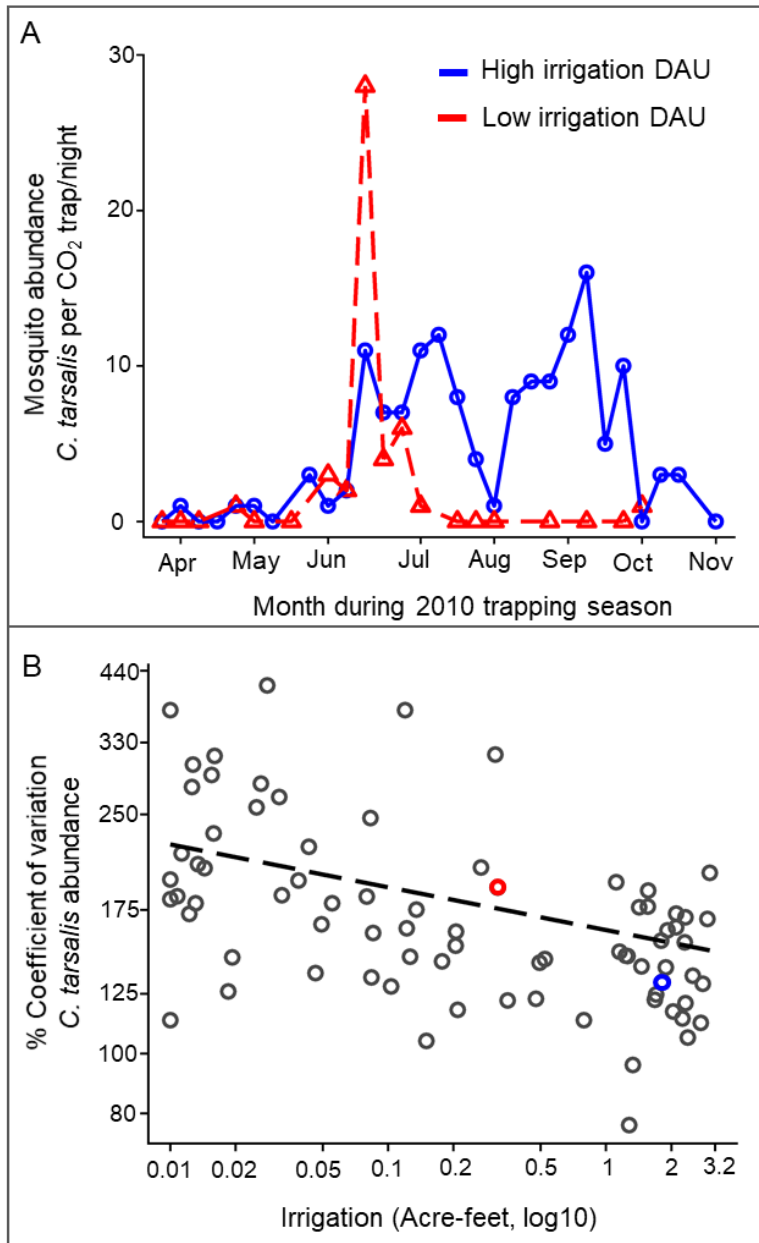 A
30
20
10
0
Mosquito abundance
C. tarsalis per CO₂ trap/night
High irrigation DAU
Low irrigation DAU
Apr May Jun Jul Aug Sep Oct Nov
Month during 2010 trapping season
B
440
330
250
175
125
100
80
% Coefficient of variation
C. tarsalis abundance
0.01 0.02 0.05 0.1 0.2 0.5 1 2 3.2
Irrigation (Acre-feet, log10)